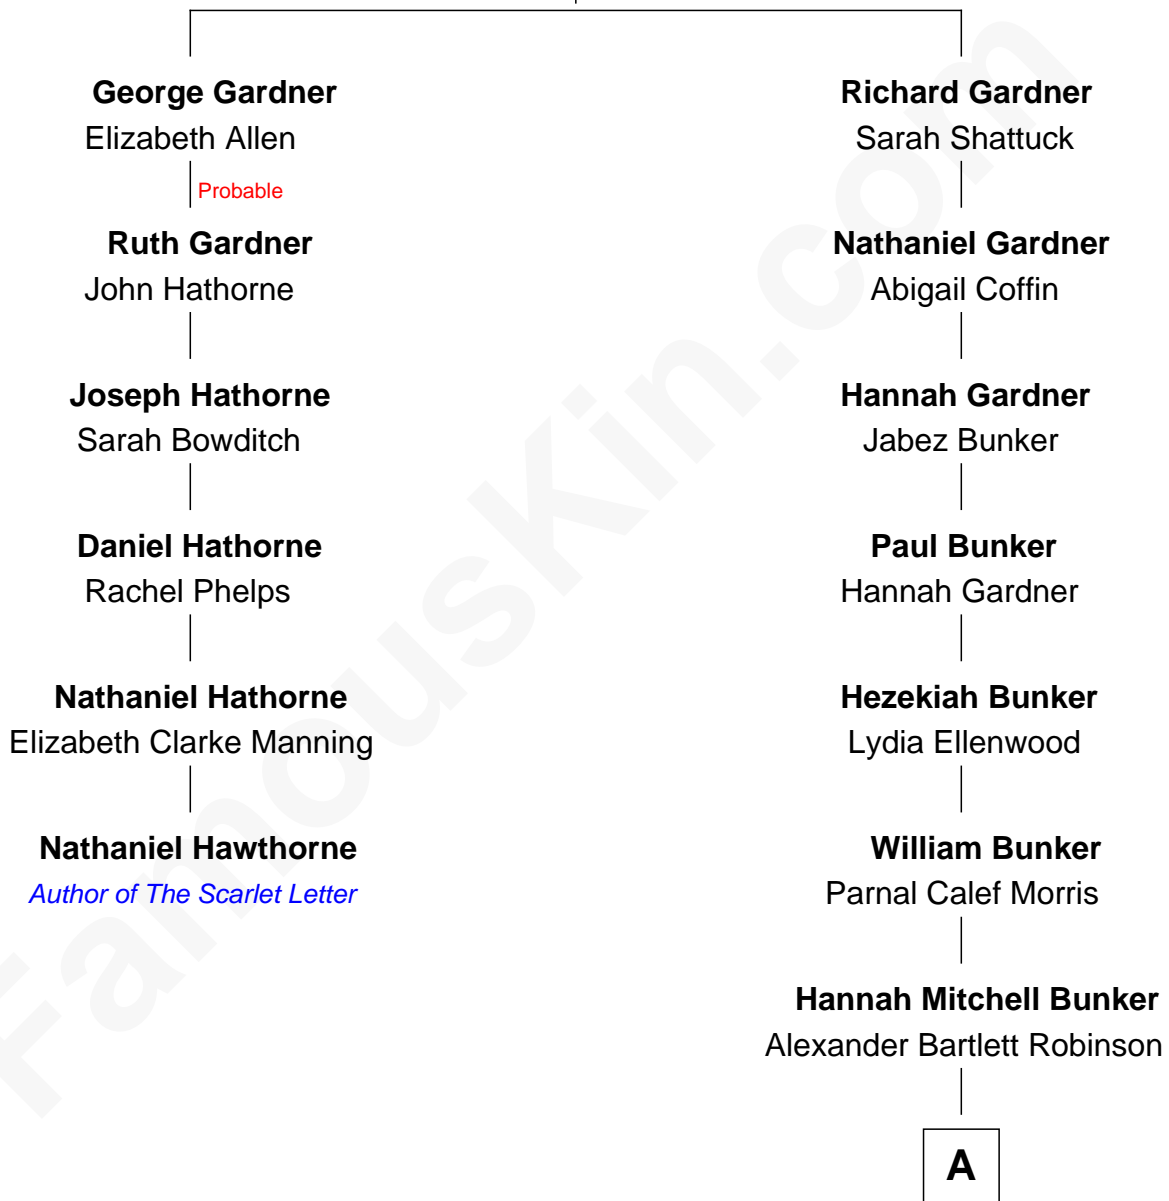 George Gardner
Elizabeth Allen
Probable
Ruth Gardner
John Hathorne
Joseph Hathorne
Sarah Bowditch
Daniel Hathorne
Rachel Phelps
Nathaniel Hathorne
Elizabeth Clarke Manning
Nathaniel Hawthorne
Author of The Scarlet Letter
Richard Gardner
Sarah Shattuck
Nathaniel Gardner
Abigail Coffin
Hannah Gardner
Jabez Bunker
Paul Bunker
Hannah Gardner
Hezekiah Bunker
Lydia Ellenwood
William Bunker
Parnal Calef Morris
Hannah Mitchell Bunker
Alexander Bartlett Robinson
A
FamousKin.com